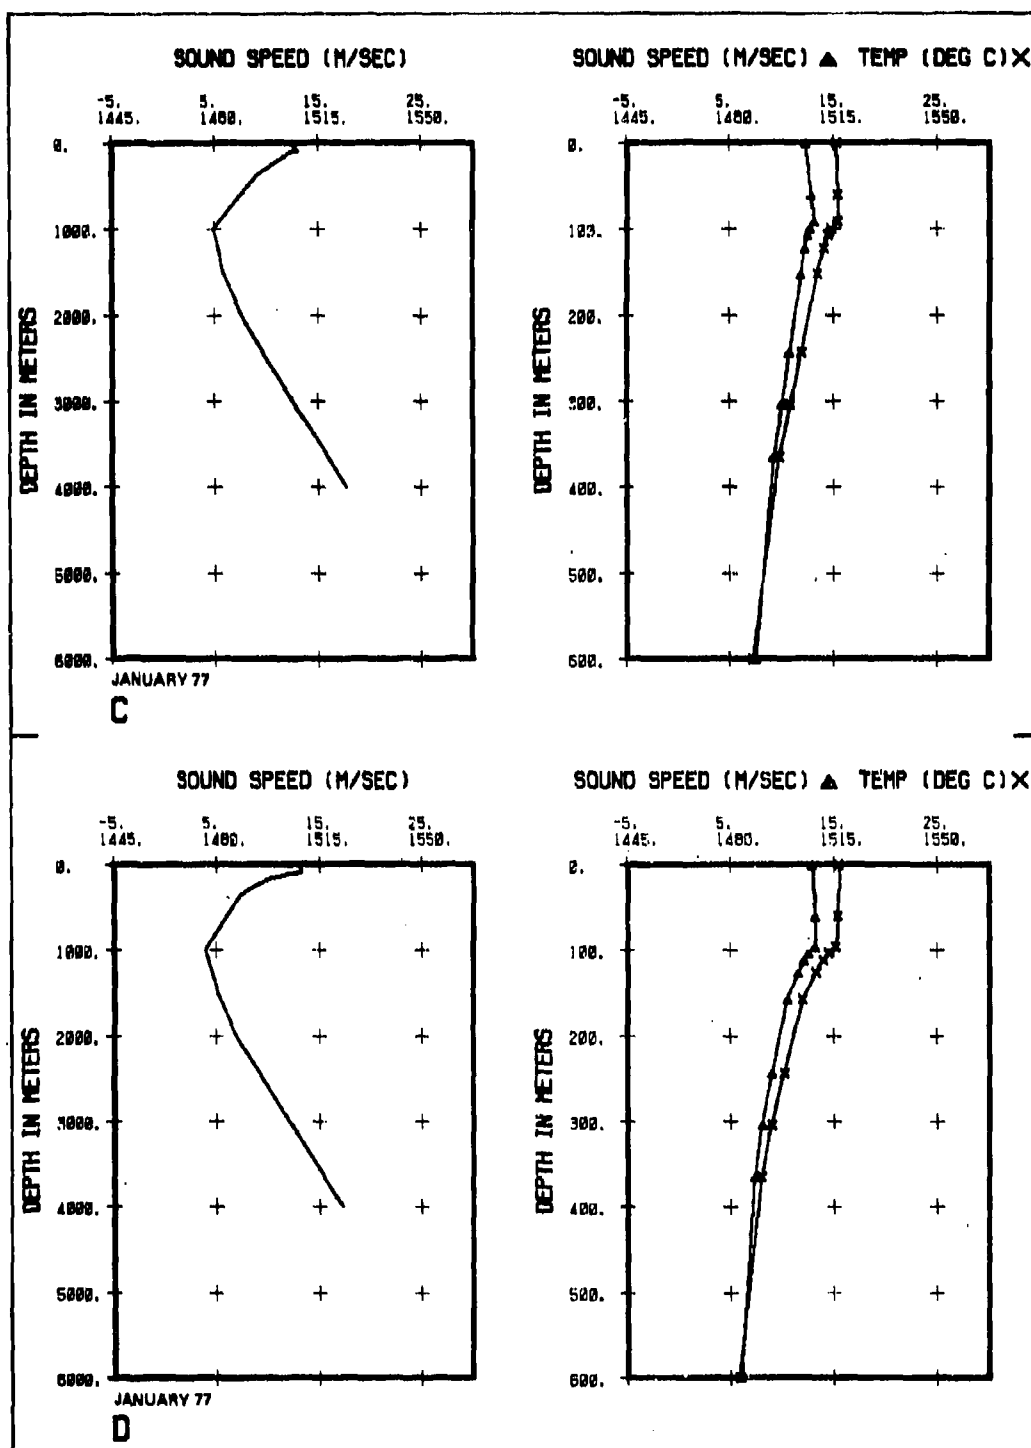 SOUND SPEED (M/SEC)
SOUND SPEED (M/SEC) ▲ TEMP (DEG C) X
-5. 5. 15. 25.
1445. 1480. 1515. 1550.
-5. 5. 15. 25.
1445. 1480. 1515. 1550.
0.
1000.
2000.
3000.
4000.
5000.
6000.
DEPTH IN METERS
0.
100.
200.
300.
400.
500.
600.
DEPTH IN METERS
JANUARY 77
C
SOUND SPEED (M/SEC)
SOUND SPEED (M/SEC) ▲ TEMP (DEG C) X
-5. 5. 15. 25.
1445. 1480. 1515. 1550.
-5. 5. 15. 25.
1445. 1480. 1515. 1550.
0.
1000.
2000.
3000.
4000.
5000.
6000.
DEPTH IN METERS
0.
100.
200.
300.
400.
500.
600.
DEPTH IN METERS
JANUARY 77
D